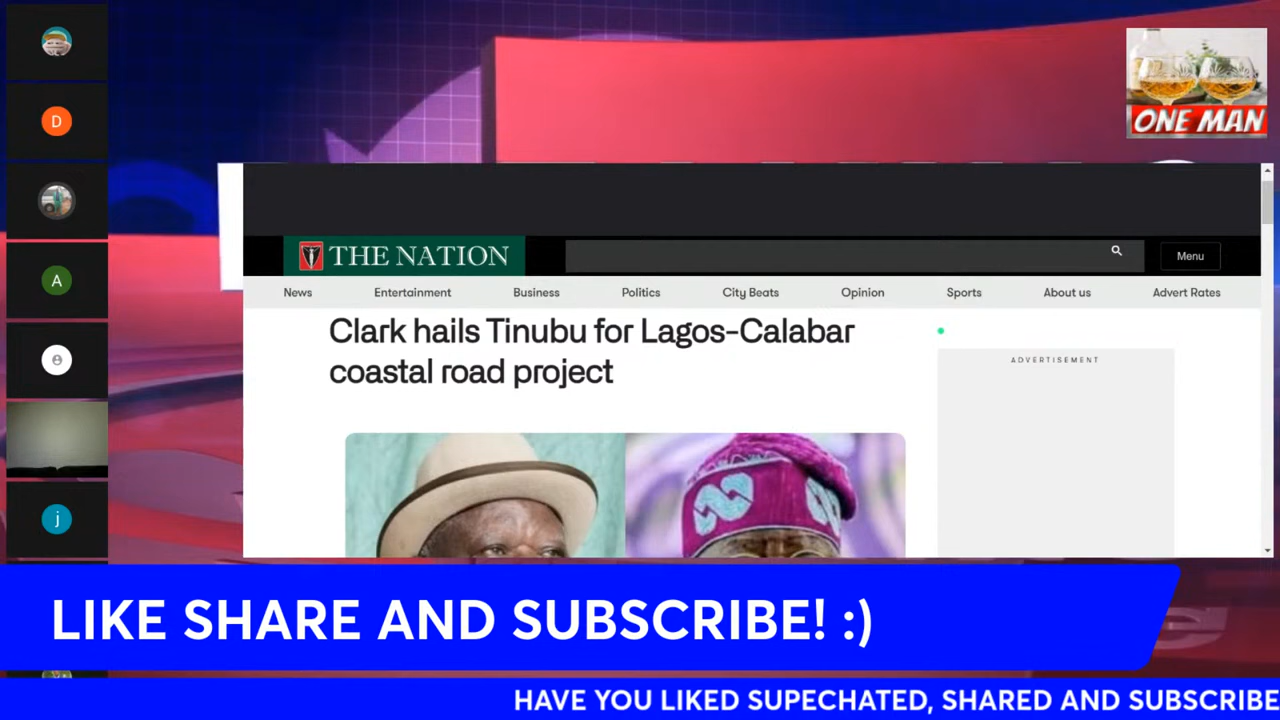 D
A
j
ONE MAN
THE NATION
Menu
News Entertainment Business Politics City Beats Opinion Sports About us Advert Rates
Clark hails Tinubu for Lagos-Calabar
coastal road project
ADVERTISEMENT
LIKE SHARE AND SUBSCRIBE! :)
HAVE YOU LIKED SUPECHATED, SHARED AND SUBSCRIBE